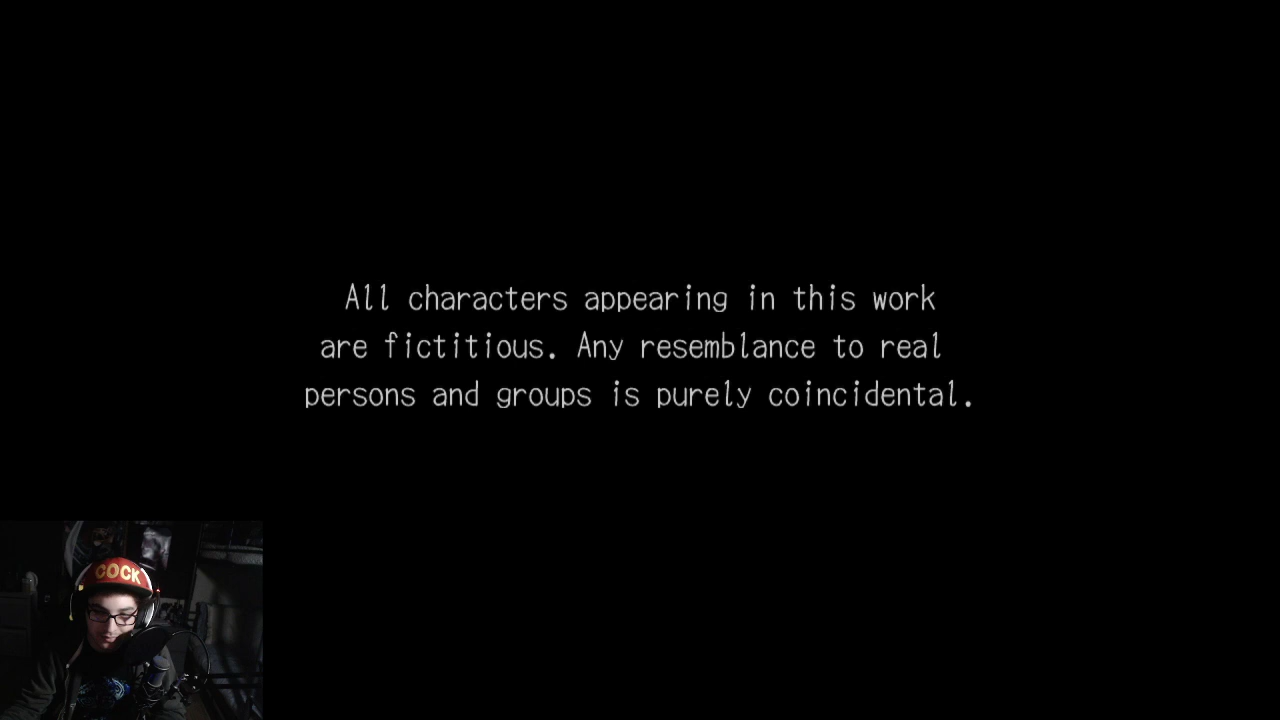 All characters appearing in this work
are fictitious. Any resemblance to real
persons and groups is purely coincidental.
COCK